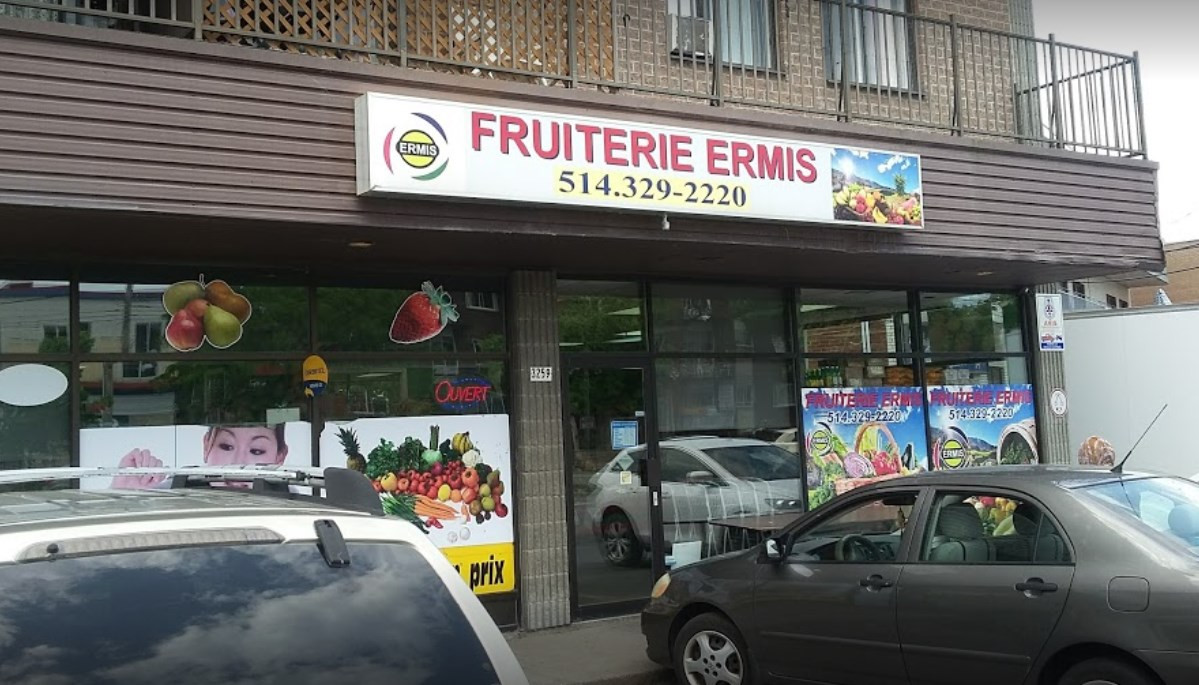 ERMIS
FRUITERIE ERMIS
514.329-2220
OUVERT
3259
prix
FRUITERIE ERMIS
514.329-2220
ERMIS
FRUITERIE ERMIS
514.329-2220
ERMIS